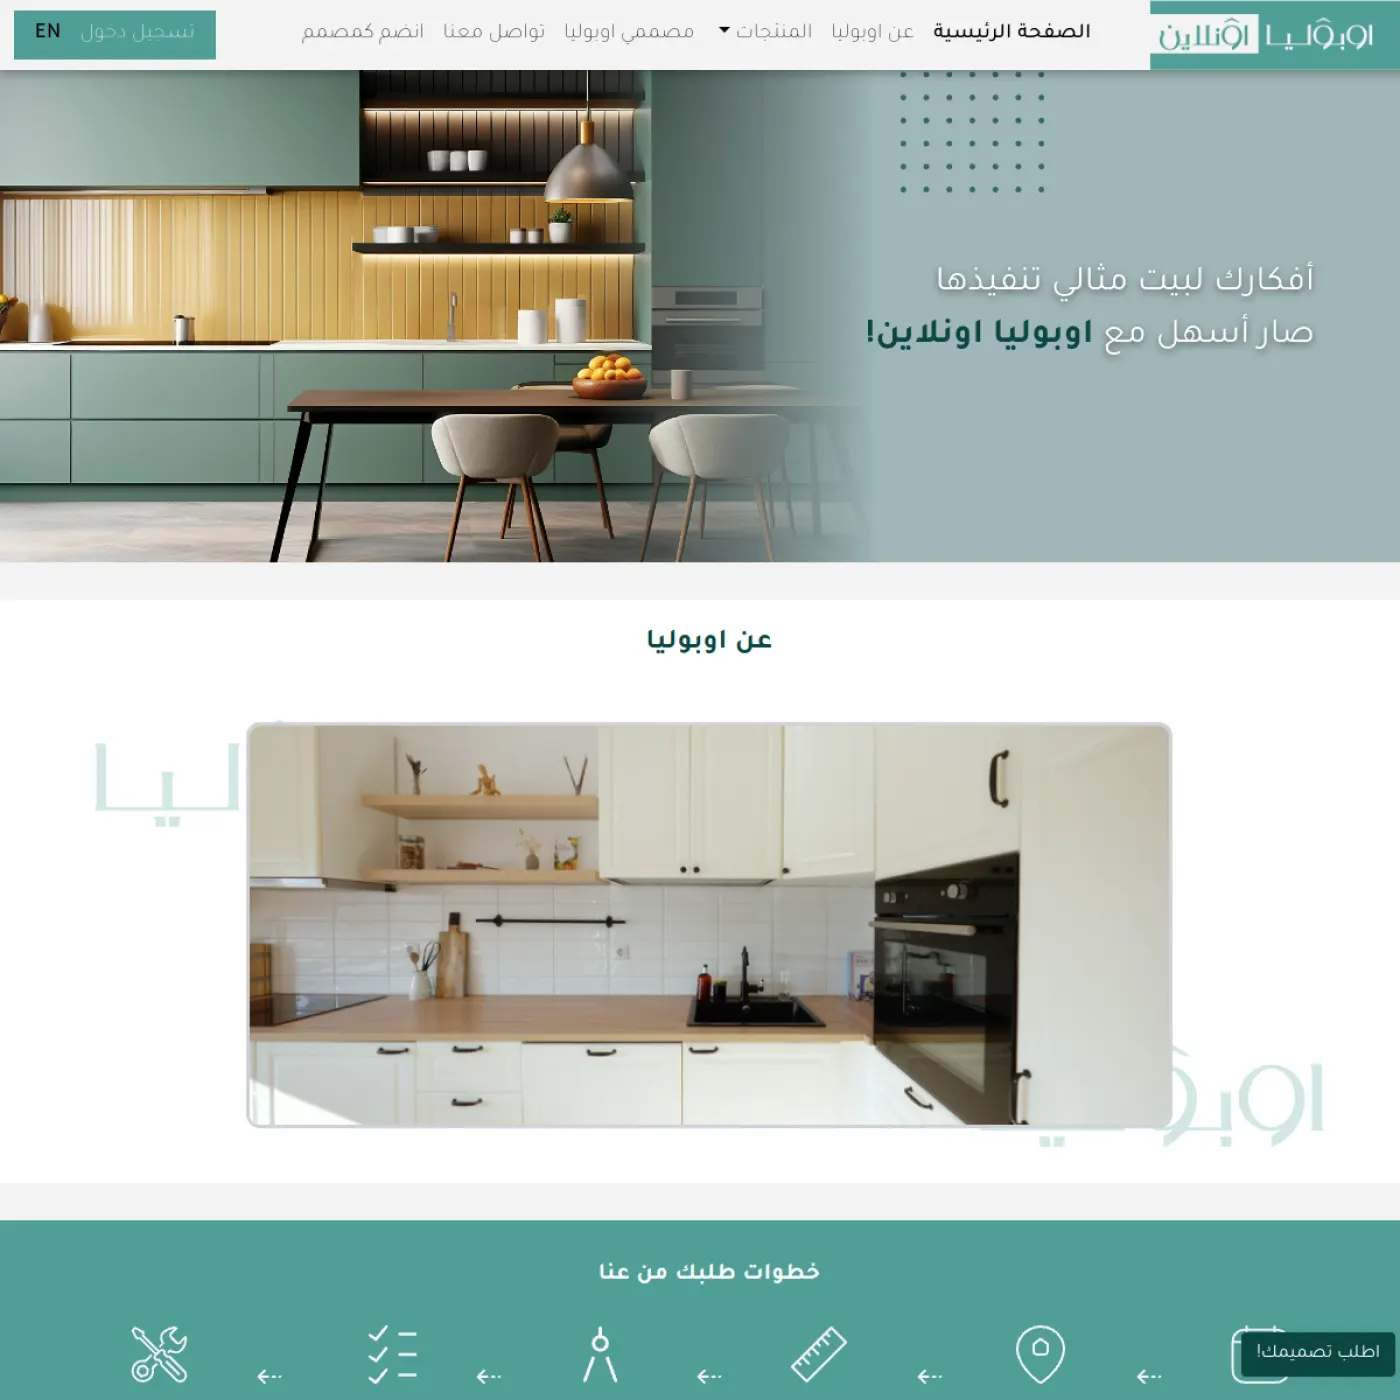 اوبوليا اونلاين
الصفحة الرئيسية
عن اوبوليا
المنتجات
مصممي اوبوليا
تواصل معنا
انضم كمصمم
تسجيل دخول
EN
أفكارك لبيت مثالي تنفيذها
صار أسهل مع اوبوليا اونلاين!
عن اوبوليا
ليا
خطوات طلبك من عنا
اطلب تصميمك!